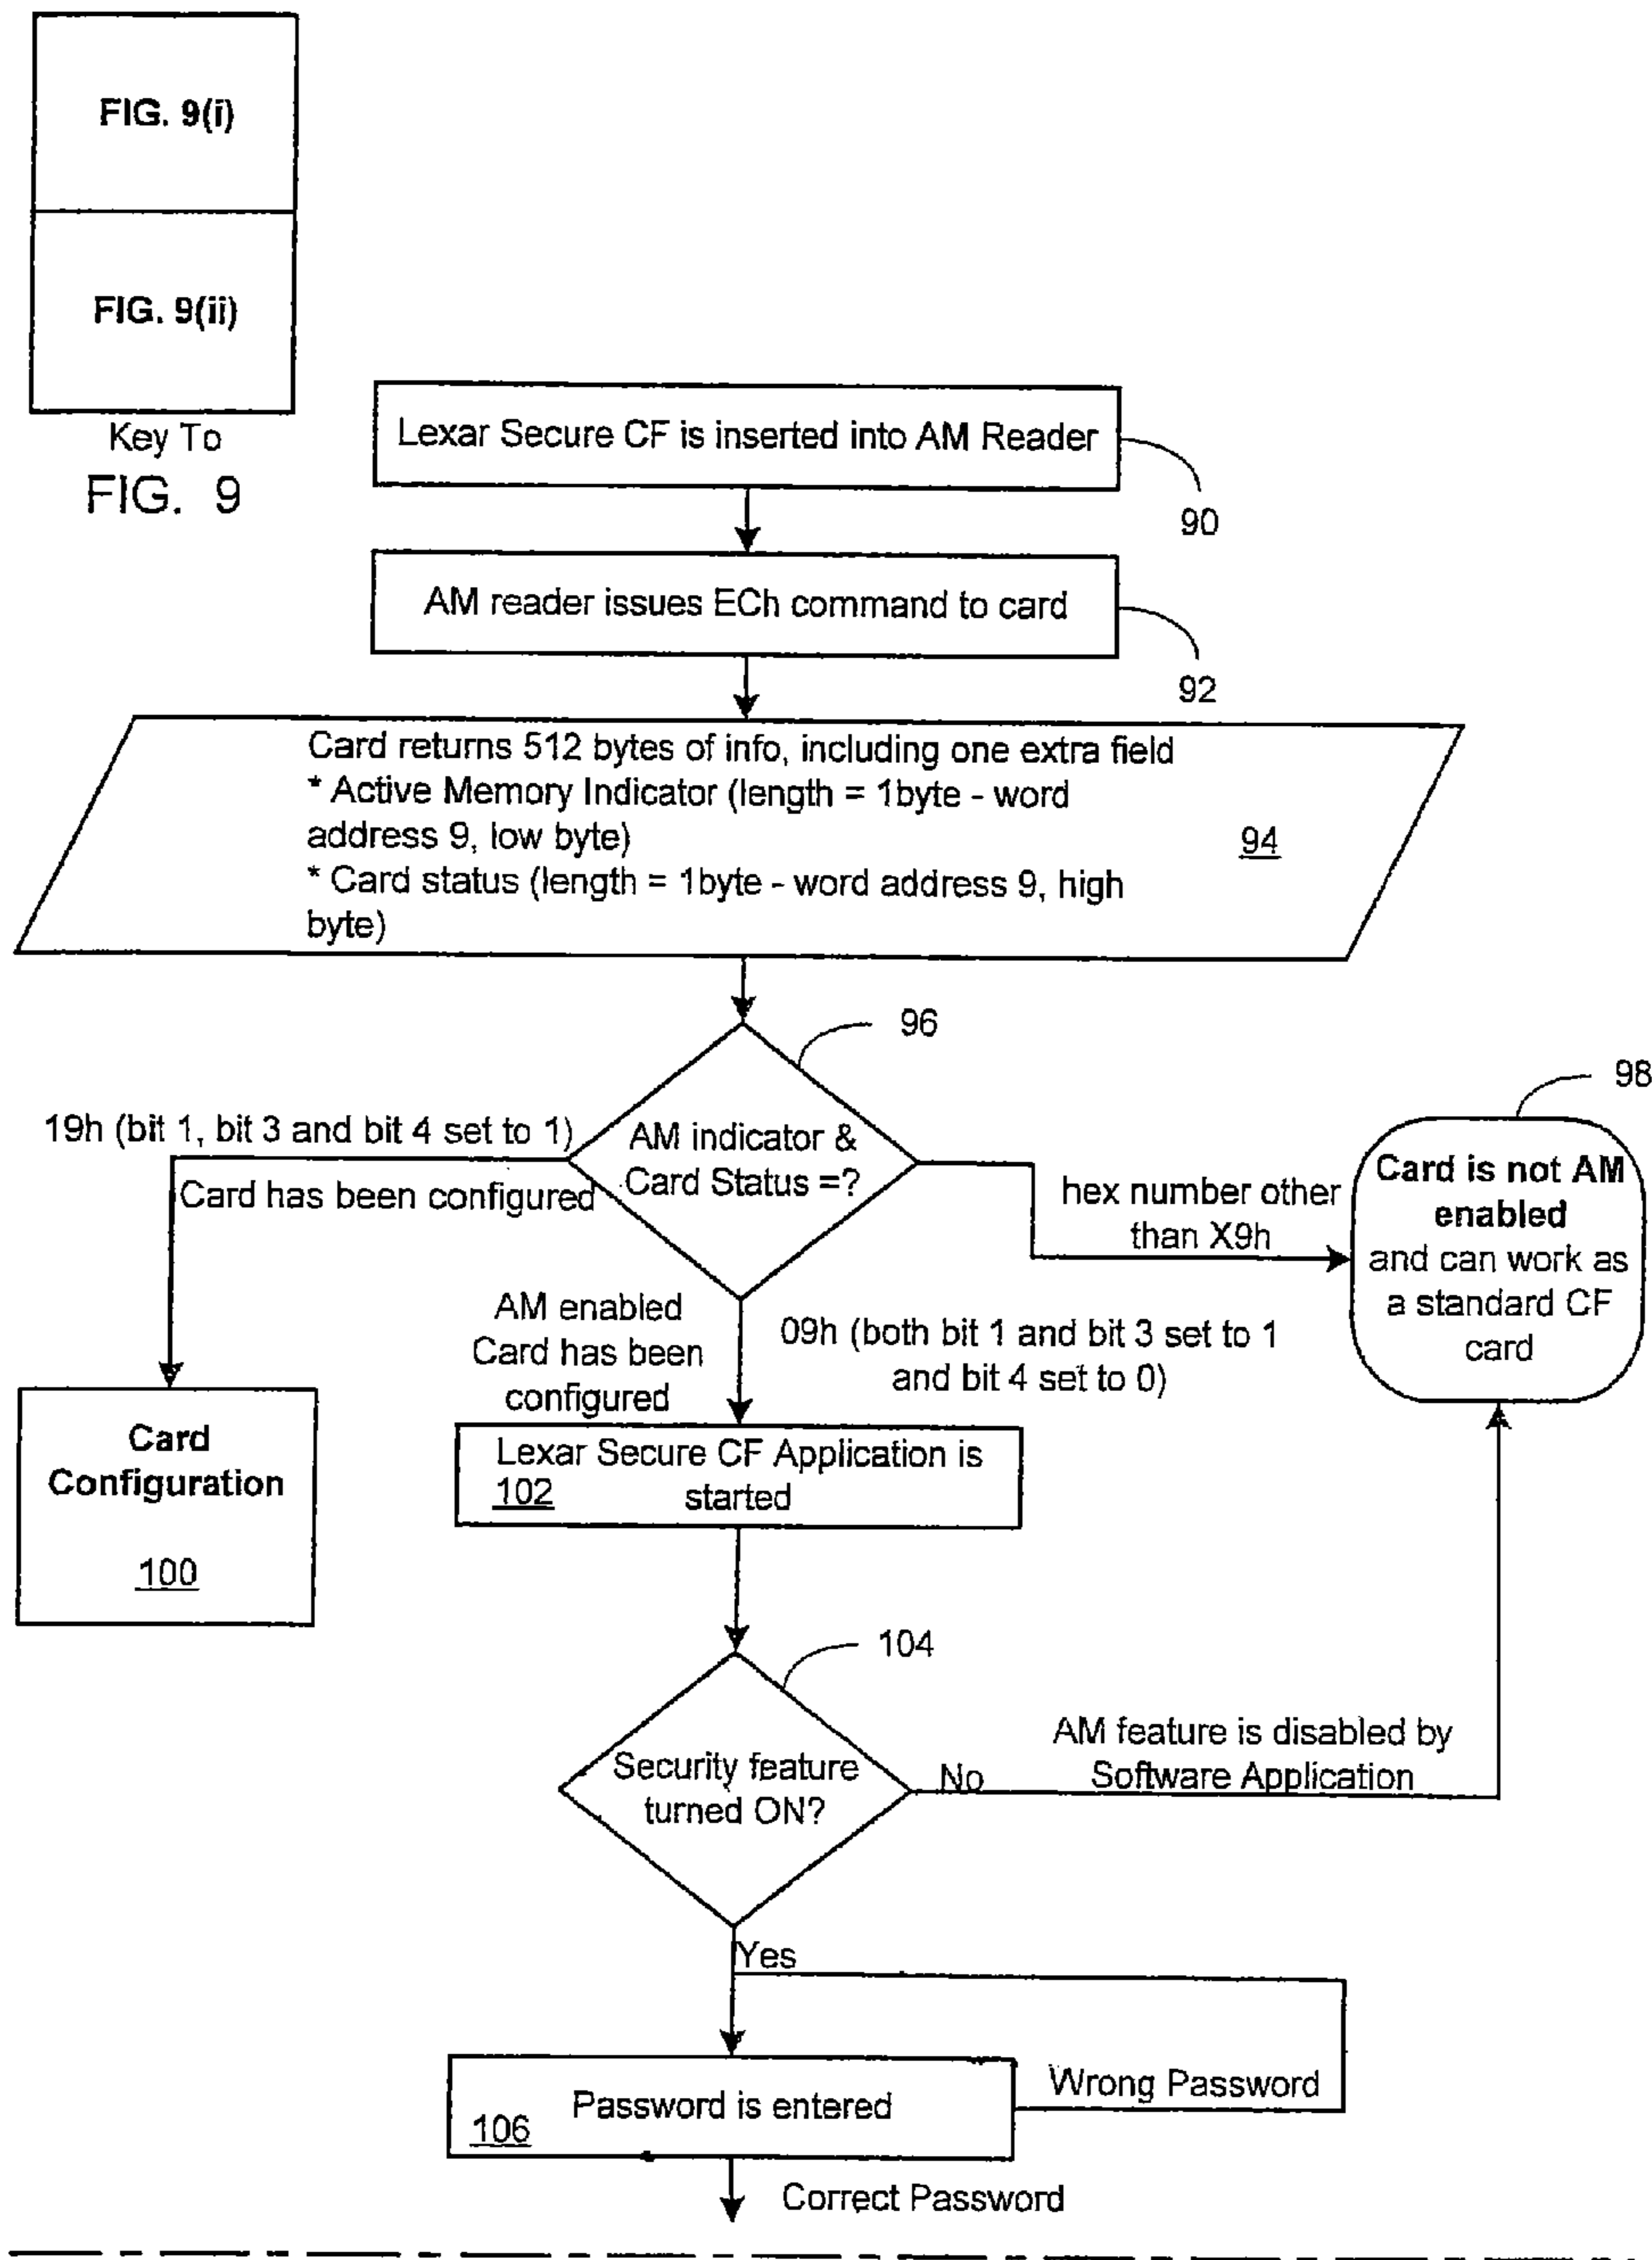 FIG. 9(i)
FIG. 9(ii)
Key To
FIG. 9
Lexar Secure CF is inserted into AM Reader
90
AM reader issues ECh command to card
92
Card returns 512 bytes of info, including one extra field
* Active Memory Indicator (length = 1byte - word
address 9, low byte)
94
* Card status (length = 1byte - word address 9, high
byte)
96
98
19h (bit 1, bit 3 and bit 4 set to 1)
Card has been configured
AM indicator &
Card Status =?
hex number other
than X9h
Card is not AM
enabled
and can work as
a standard CF
card
AM enabled
Card has been
configured
09h (both bit 1 and bit 3 set to 1
and bit 4 set to 0)
Card
Configuration
100
Lexar Secure CF Application is
102 started
104
Security feature
turned ON?
No
AM feature is disabled by
Software Application
Yes
Wrong Password
Password is entered
106
Correct Password